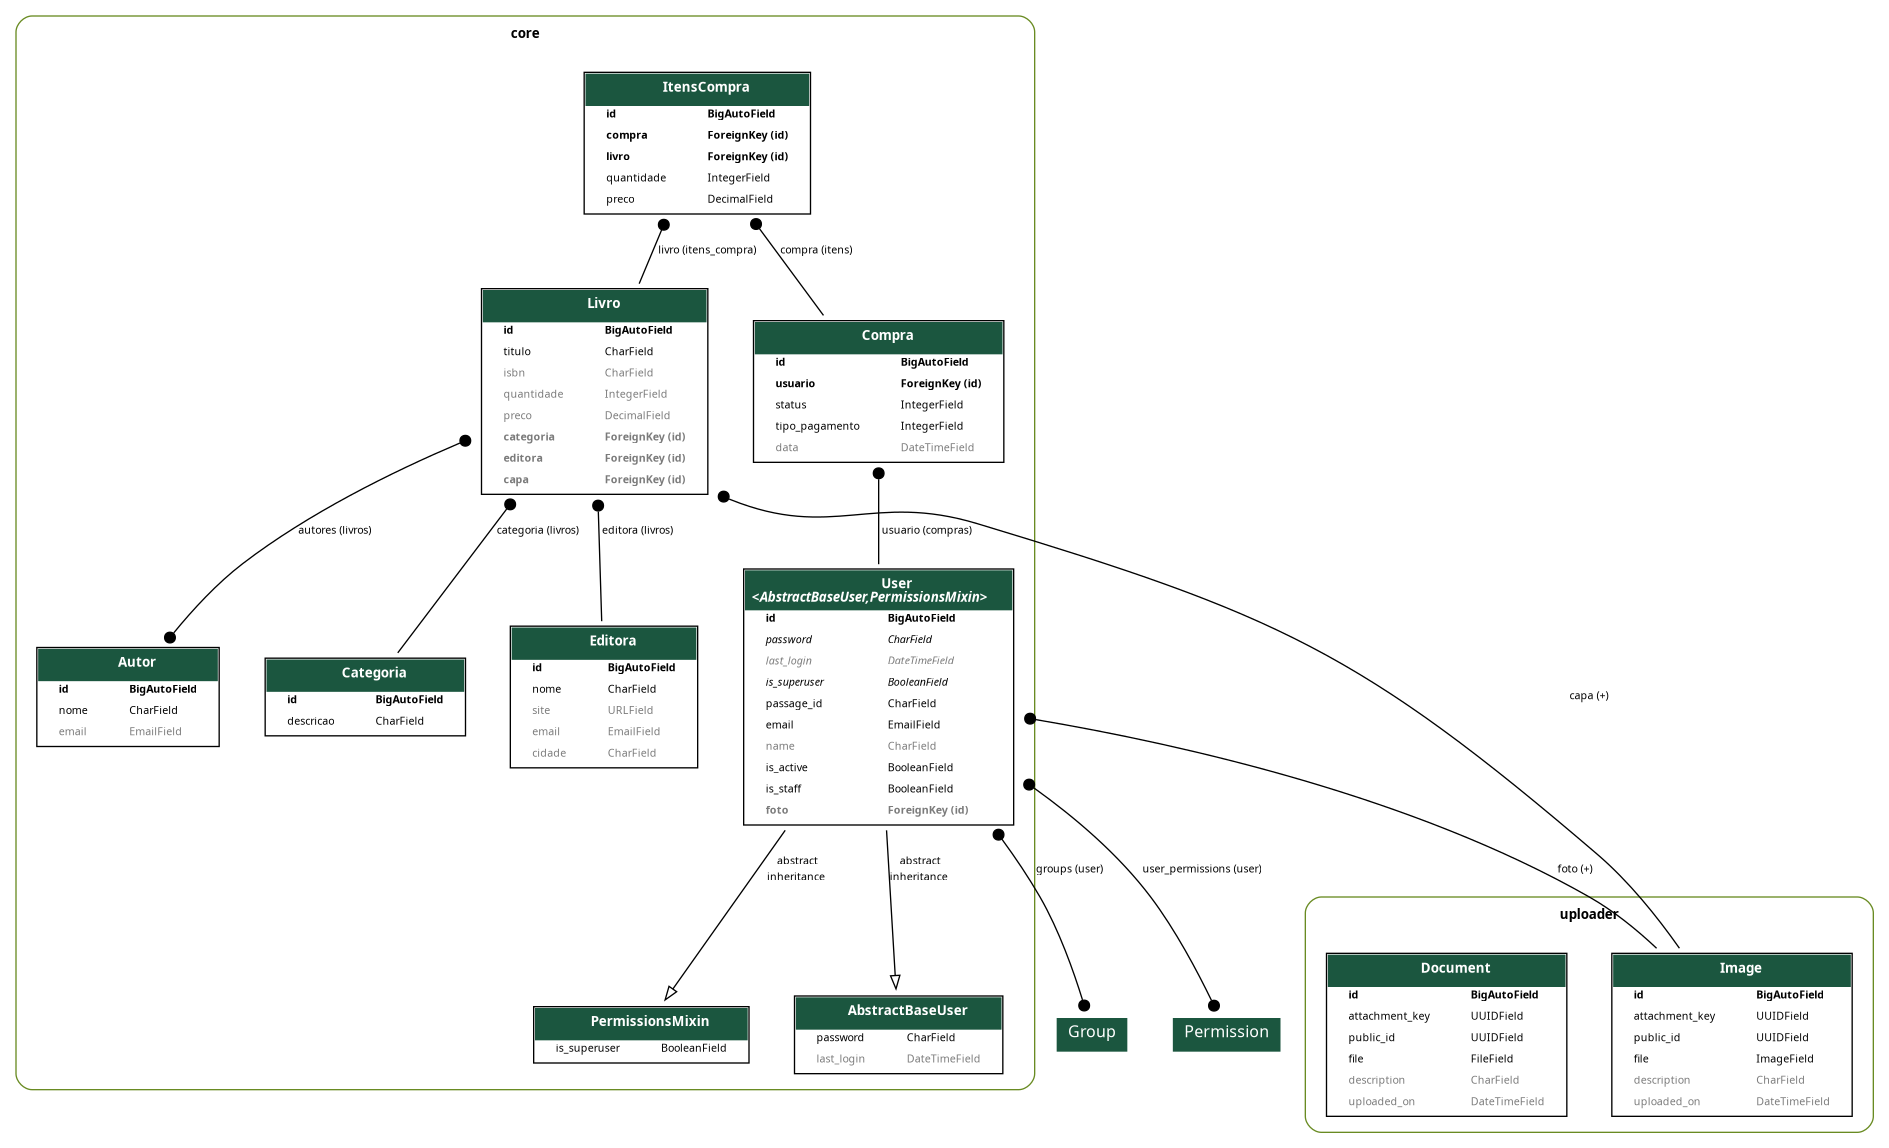 core
ItensCompra
id BigAutoField
compra ForeignKey (id)
livro ForeignKey (id)
quantidade IntegerField
preco DecimalField
livro (itens_compra)
compra (itens)
Livro
id BigAutoField
titulo CharField
isbn CharField
quantidade IntegerField
preco DecimalField
categoria ForeignKey (id)
editora ForeignKey (id)
capa ForeignKey (id)
Compra
id BigAutoField
usuario ForeignKey (id)
status IntegerField
tipo_pagamento IntegerField
data DateTimeField
autores (livros)
categoria (livros)
editora (livros)
usuario (compras)
Autor
id BigAutoField
nome CharField
email EmailField
Categoria
id BigAutoField
descricao CharField
Editora
id BigAutoField
nome CharField
site URLField
email EmailField
cidade CharField
User
<AbstractBaseUser,PermissionsMixin>
id BigAutoField
password CharField
last_login DateTimeField
is_superuser BooleanField
passage_id CharField
email EmailField
name CharField
is_active BooleanField
is_staff BooleanField
foto ForeignKey (id)
capa (+)
abstract
inheritance
abstract
inheritance
groups (user)
user_permissions (user)
foto (+)
PermissionsMixin
is_superuser BooleanField
AbstractBaseUser
password CharField
last_login DateTimeField
Group
Permission
uploader
Document
id BigAutoField
attachment_key UUIDField
public_id UUIDField
file FileField
description CharField
uploaded_on DateTimeField
Image
id BigAutoField
attachment_key UUIDField
public_id UUIDField
file ImageField
description CharField
uploaded_on DateTimeField